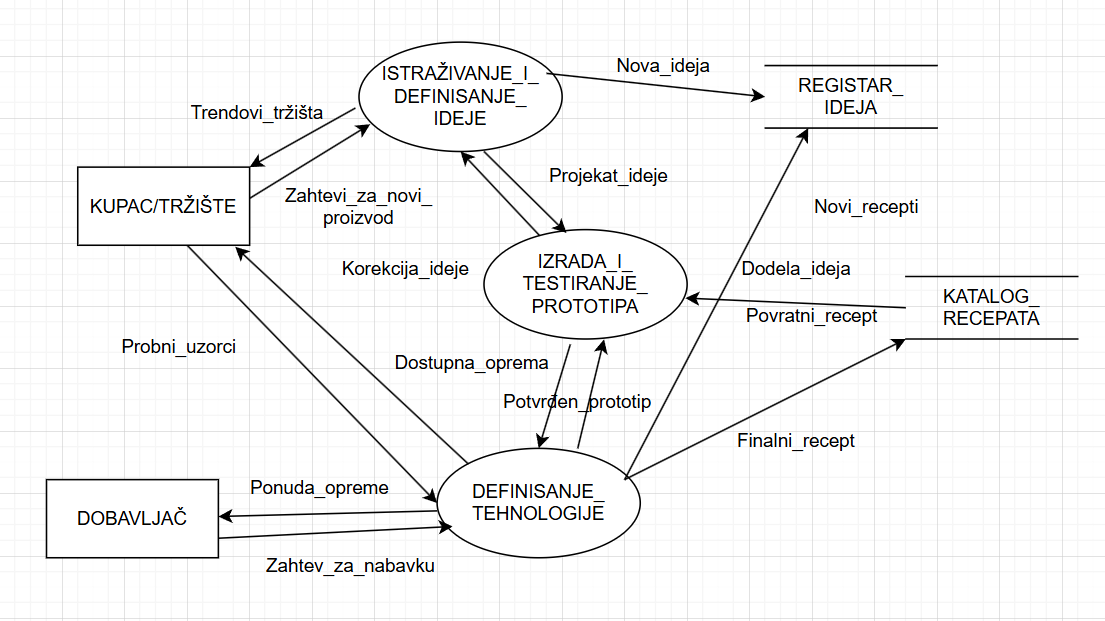 ISTRAŽIVANJE_I_
DEFINISANJE_
IDEJE
Nova_ideja
REGISTAR_
IDEJA
Trendovi_tržišta
KUPAC/TRŽIŠTE
Zahtevi_za_novi_
proizvod
Projekat_ideje
Novi_recepti
Korekcija_ideje
IZRADA_I_
TESTIRANJE_
PROTOTIPA
Dodela_ideja
Povratni_recept
KATALOG_
RECEPATA
Probni_uzorci
Dostupna_oprema
Potvrđen_prototip
Finalni_recept
DOBAVLJAČ
Ponuda_opreme
Zahtev_za_nabavku
DEFINISANJE_
TEHNOLOGIJE